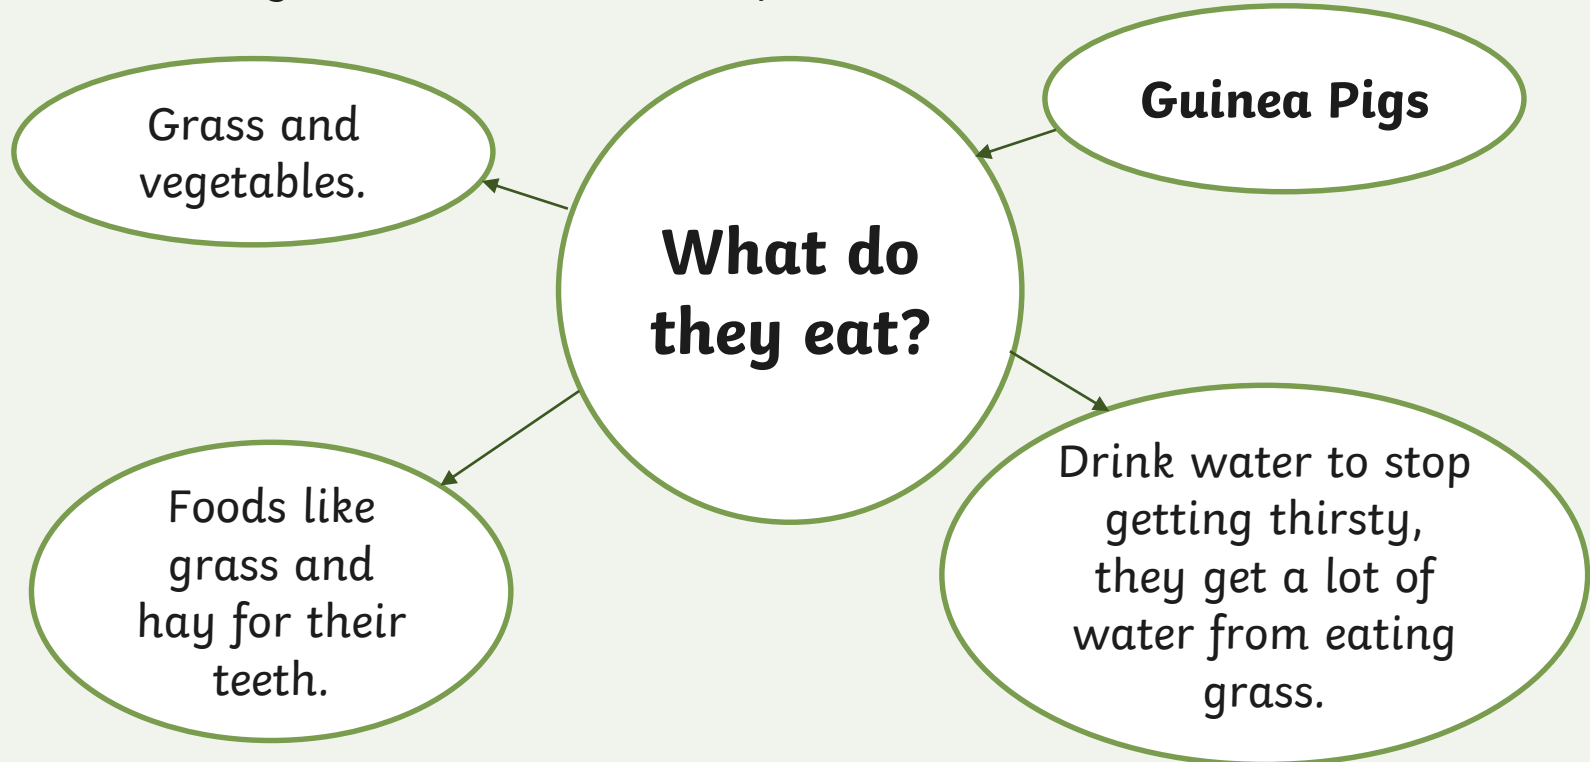 Guinea Pigs
What do
they eat?
Grass and
vegetables.
Foods like
grass and
hay for their
teeth.
Drink water to stop
getting thirsty,
they get a lot of
water from eating
grass.